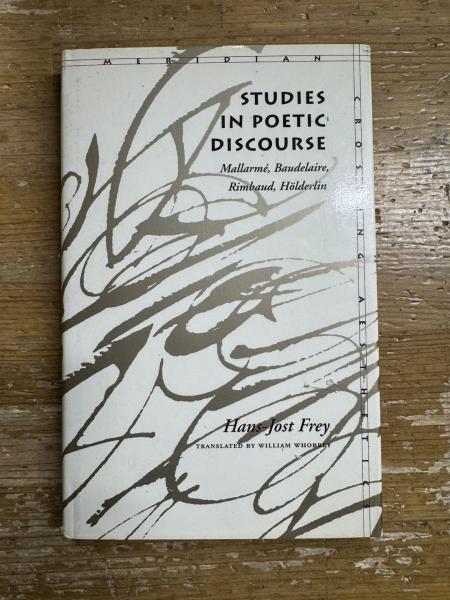 MERIDIAN
STUDIES
IN POETIC
DISCOURSE
Mallarmé, Baudelaire,
Rimbaud, Hölderlin
CROSSING AESTHETICS
Hans-Jost Frey
TRANSLATED BY WILLIAM WHOBREY